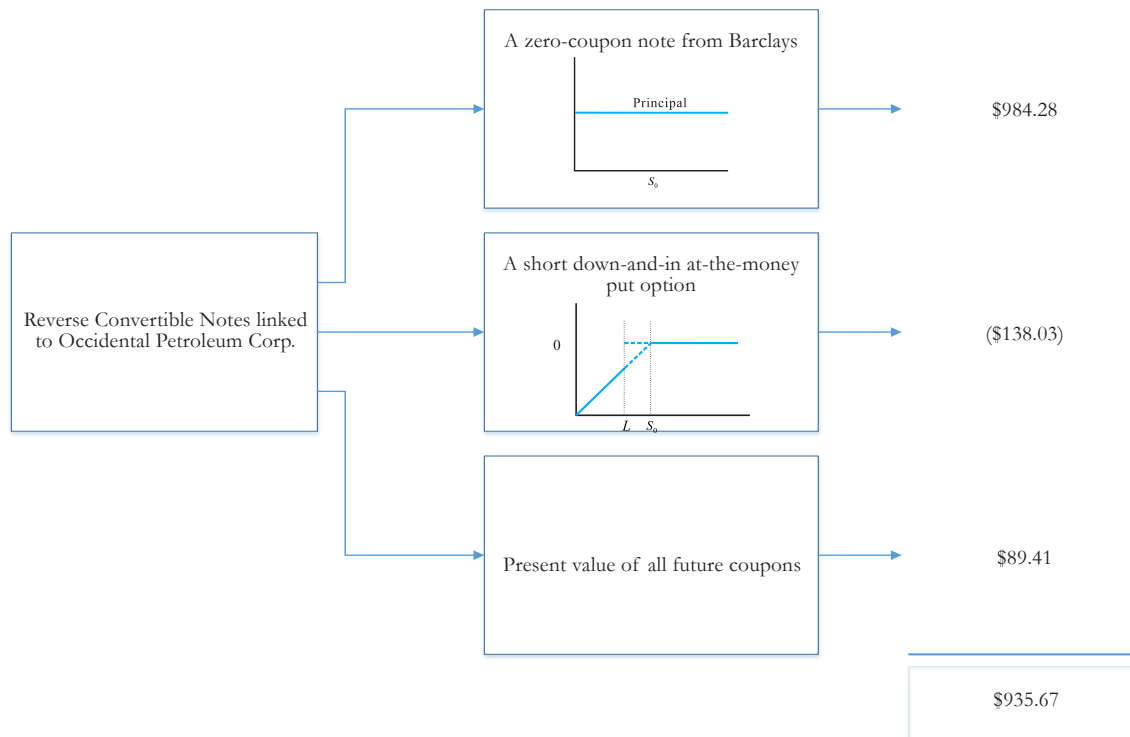 A zero-coupon note from Barclays
Principal
S₀
$984.28
Reverse Convertible Notes linked
to Occidental Petroleum Corp.
A short down-and-in at-the-money
put option
0
L S₀
($138.03)
Present value of all future coupons
$89.41
$935.67